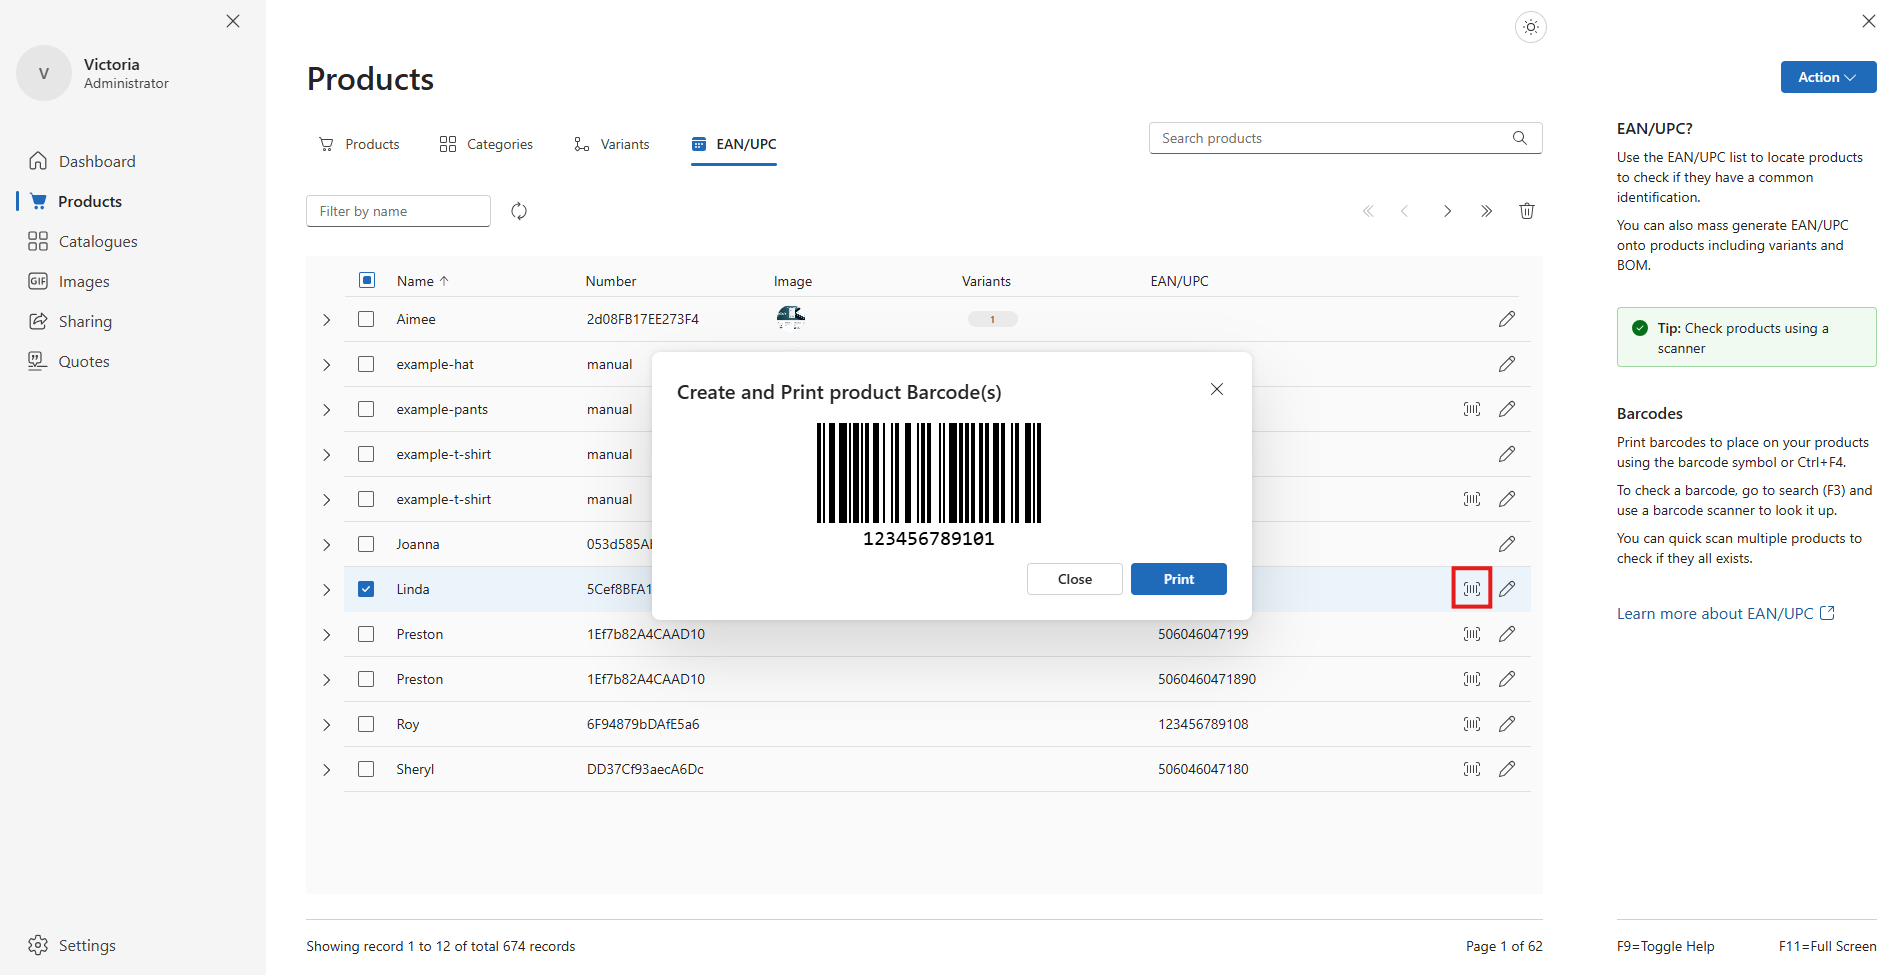 V
Victoria
Administrator
Dashboard
Products
Catalogues
GIF
Images
Sharing
Quotes
Settings
Products
Products
Categories
Variants
EAN/UPC
Search products
Filter by name
Name
Number
Image
Variants
EAN/UPC
Aimee
2d08FB17EE273F4
1
example-hat
manual
example-pants
manual
example-t-shirt
manual
example-t-shirt
manual
Joanna
053d585A
Linda
5Cef8BFA1
Preston
1Ef7b82A4CAAD10
506046047199
Preston
1Ef7b82A4CAAD10
5060460471890
Roy
6F94879bDAfE5a6
123456789108
Sheryl
DD37Cf93aecA6Dc
506046047180
Create and Print product Barcode(s)
123456789101
Close
Print
Showing record 1 to 12 of total 674 records
Page 1 of 62
Action
EAN/UPC?
Use the EAN/UPC list to locate products
to check if they have a common
identification.
You can also mass generate EAN/UPC
onto products including variants and
BOM.
Tip: Check products using a
scanner
Barcodes
Print barcodes to place on your products
using the barcode symbol or Ctrl+F4.
To check a barcode, go to search (F3) and
use a barcode scanner to look it up.
You can quick scan multiple products to
check if they all exists.
Learn more about EAN/UPC
F9=Toggle Help
F11=Full Screen